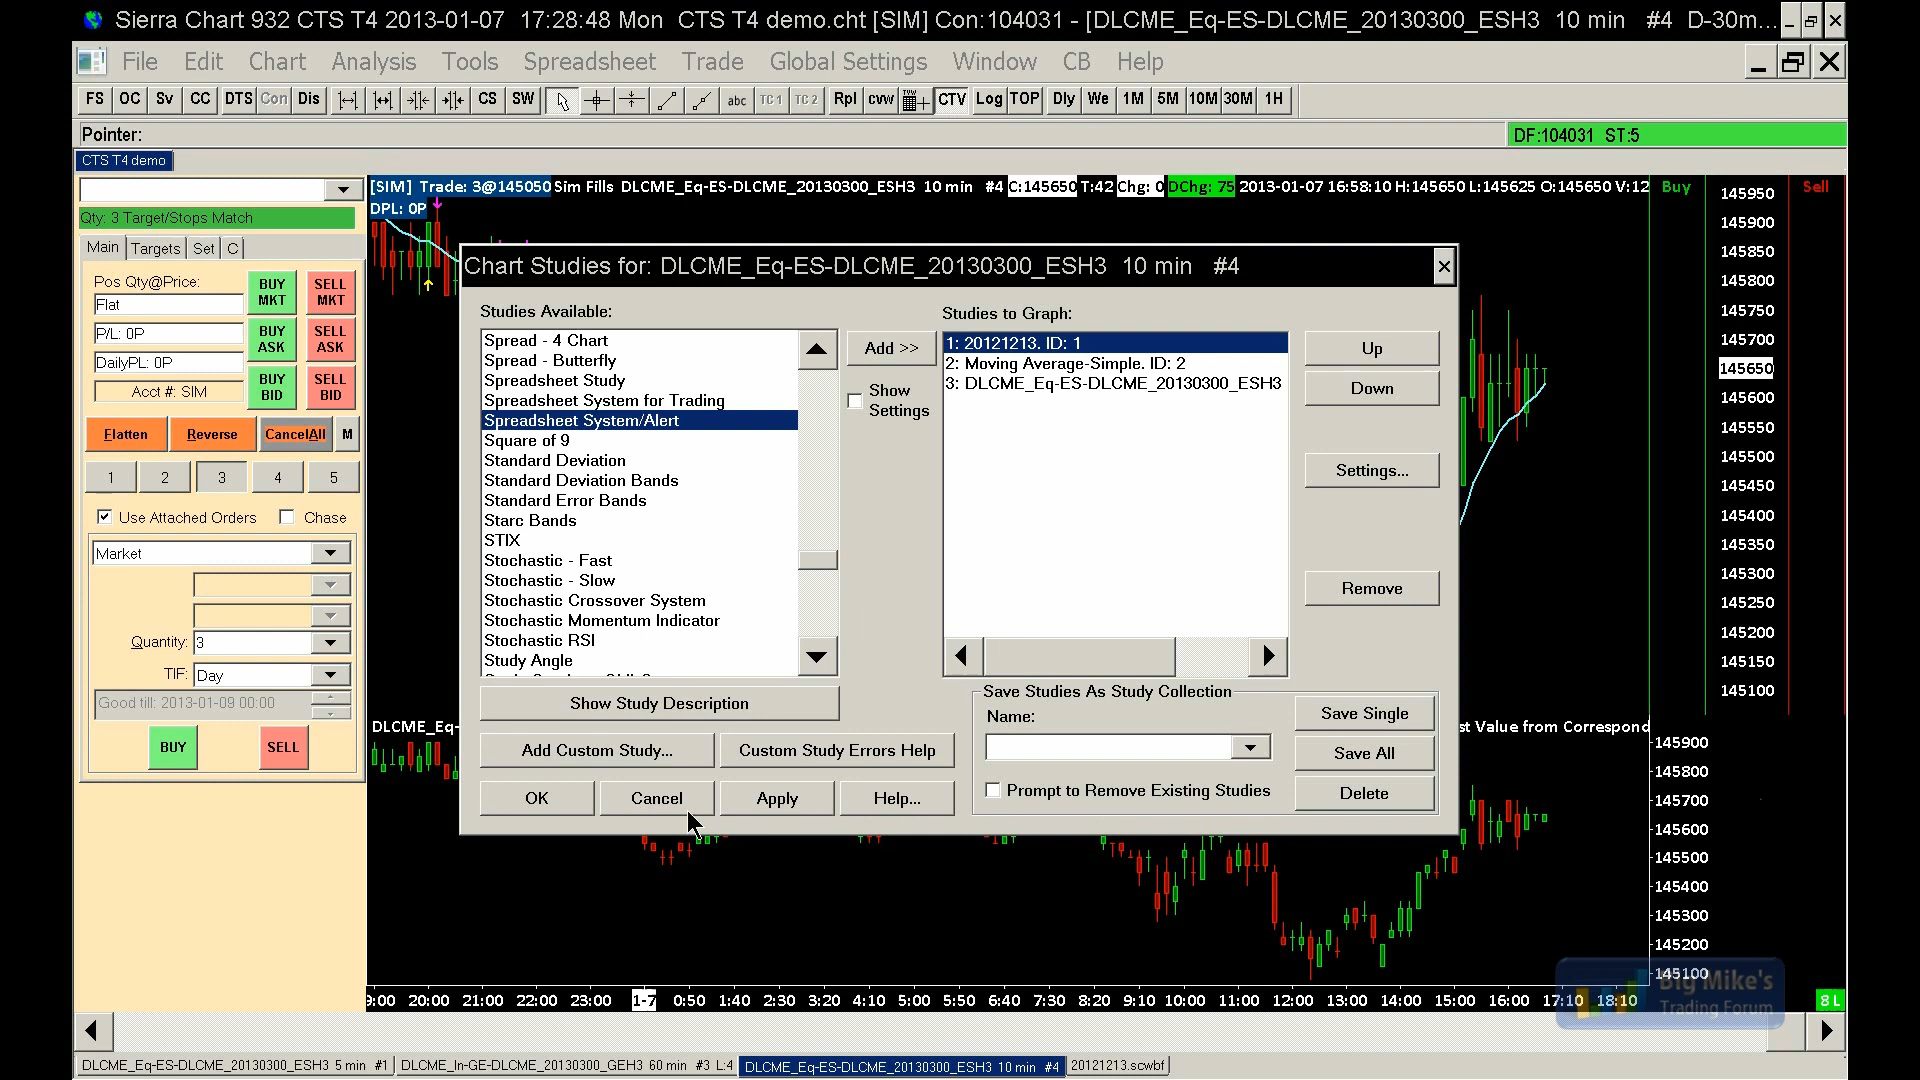 Sierra Chart 932 CTS T4 2013-01-07 17:28:48 Mon CTS T4 demo.cht [SIM] Con:104031 - [DLCME_Eq-ES-DLCME_20130300_ESH3 10 min #4 D-30m...
File Edit Chart Analysis Tools Spreadsheet Trade Global Settings Window CB Help
FS OC Sv CC DTS Con Dis CS SW abc TC 1 TC 2 Rpl cvw CTV Log TOP Dly We 1M 5M 10M 30M 1H
Pointer:
DF:104031 ST:5
CTS T4 demo
[SIM] Trade: 3@145050 Sim Fills DLCME_Eq-ES-DLCME_20130300_ESH3 10 min #4 C:145650 T:42 Chg: 0 DChg: 75 2013-01-07 16:58:10 H:145650 L:145625 O:145650 V:12
DPL: 0P
Buy
Sell
Qty: 3 Target/Stops Match
Main Targets Set C
Pos Qty@Price:
Flat
P/L: 0P
DailyPL: 0P
Acct #: SIM
BUY MKT
SELL MKT
BUY ASK
SELL ASK
BUY BID
SELL BID
Flatten Reverse CancelAll M
1 2 3 4 5
Use Attached Orders Chase
Market
Quantity: 3
TIF: Day
Good till: 2013-01-09 00:00
BUY SELL
Chart Studies for: DLCME_Eq-ES-DLCME_20130300_ESH3 10 min #4
Studies Available:
Spread - 4 Chart
Spread - Butterfly
Spreadsheet Study
Spreadsheet System for Trading
Spreadsheet System/Alert
Square of 9
Standard Deviation
Standard Deviation Bands
Standard Error Bands
Starc Bands
STIX
Stochastic - Fast
Stochastic - Slow
Stochastic Crossover System
Stochastic Momentum Indicator
Stochastic RSI
Study Angle
Add >>
Show Settings
Studies to Graph:
1: 20121213. ID: 1
2: Moving Average-Simple. ID: 2
3: DLCME_Eq-ES-DLCME_20130300_ESH3
Up
Down
Settings...
Remove
Show Study Description
Add Custom Study... Custom Study Errors Help
OK Cancel Apply Help...
Save Studies As Study Collection
Name:
Prompt to Remove Existing Studies
Save Single
Save All
Delete
145950
145900
145850
145800
145750
145700
145650
145600
145550
145500
145450
145400
145350
145300
145250
145200
145150
145100
DLCME_Eq-
st Value from Correspond
145900
145800
145700
145600
145500
145400
145300
145200
145100
Big Mike's
Trading Forum
9:00 20:00 21:00 22:00 23:00 1-7 0:50 1:40 2:30 3:20 4:10 5:00 5:50 6:40 7:30 8:20 9:10 10:00 11:00 12:00 13:00 14:00 15:00 16:00 17:10 18:10
8 L
DLCME_Eq-ES-DLCME_20130300_ESH3 5 min #1
DLCME_In-GE-DLCME_20130300_GEH3 60 min #3 L:4
DLCME_Eq-ES-DLCME_20130300_ESH3 10 min #4
20121213.scwbf